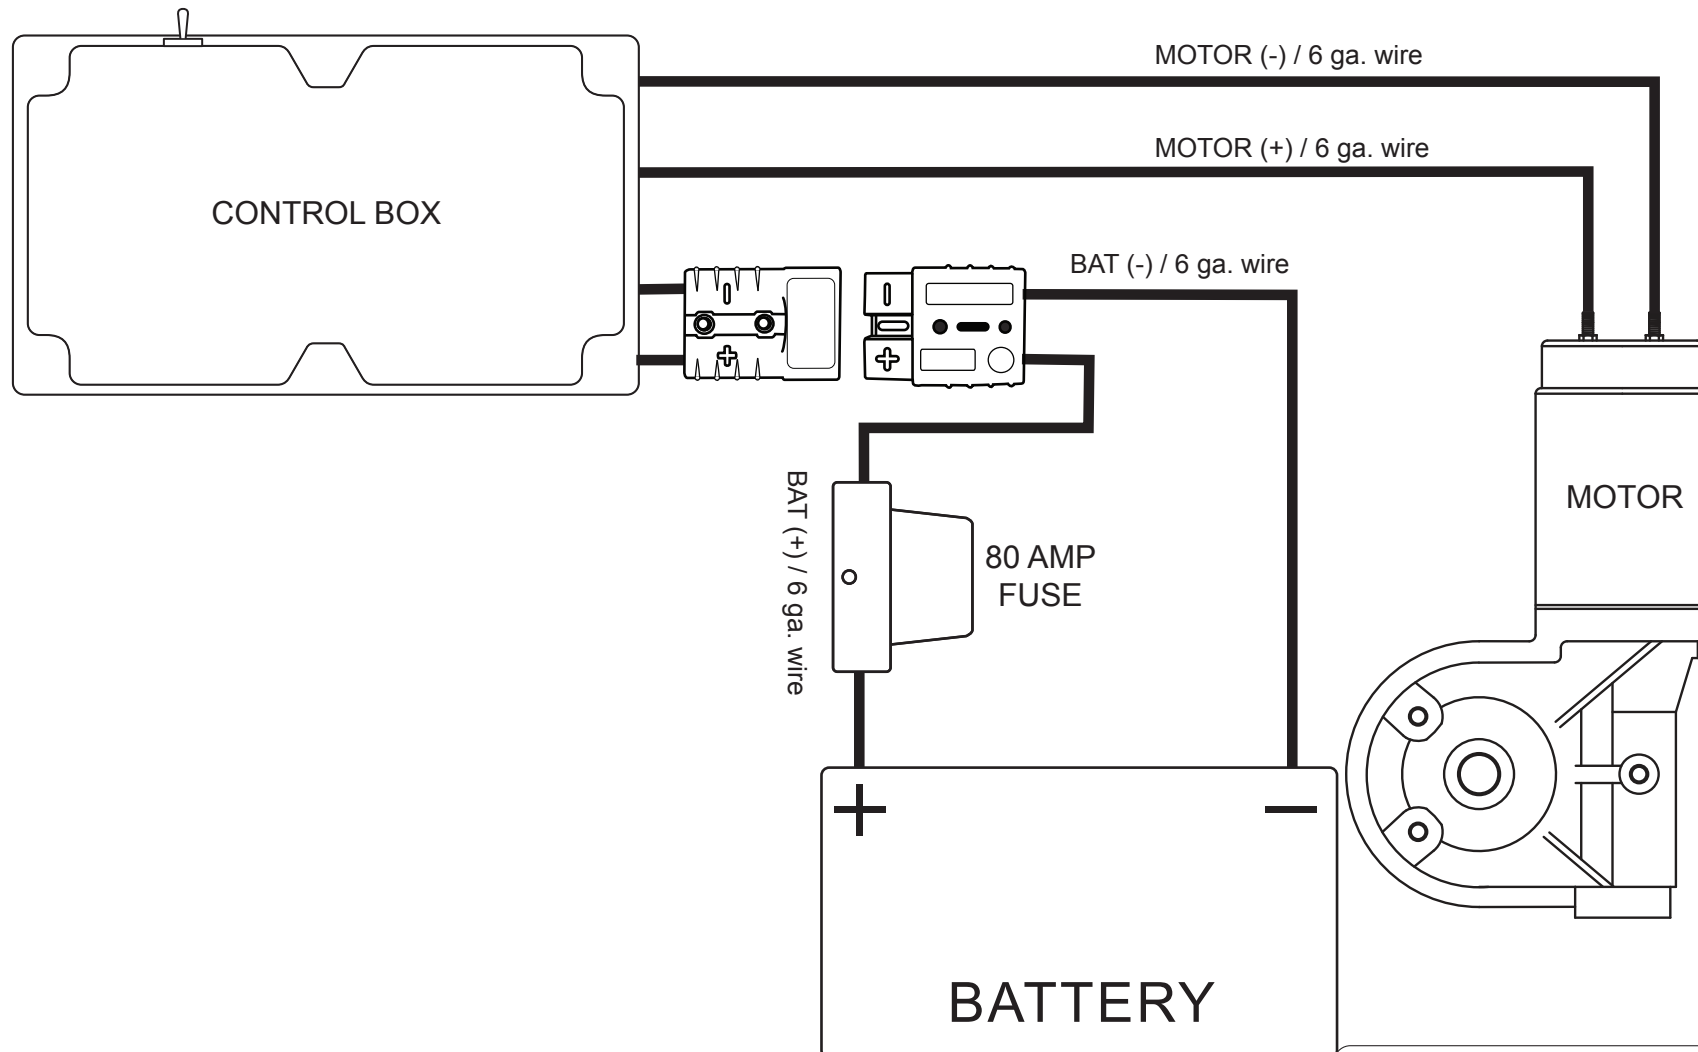 MOTOR (-) / 6 ga. wire
MOTOR (+) / 6 ga. wire
CONTROL BOX
BAT (-) / 6 ga. wire
BAT (+) / 6 ga. wire
MOTOR
80 AMP
FUSE
BATTERY